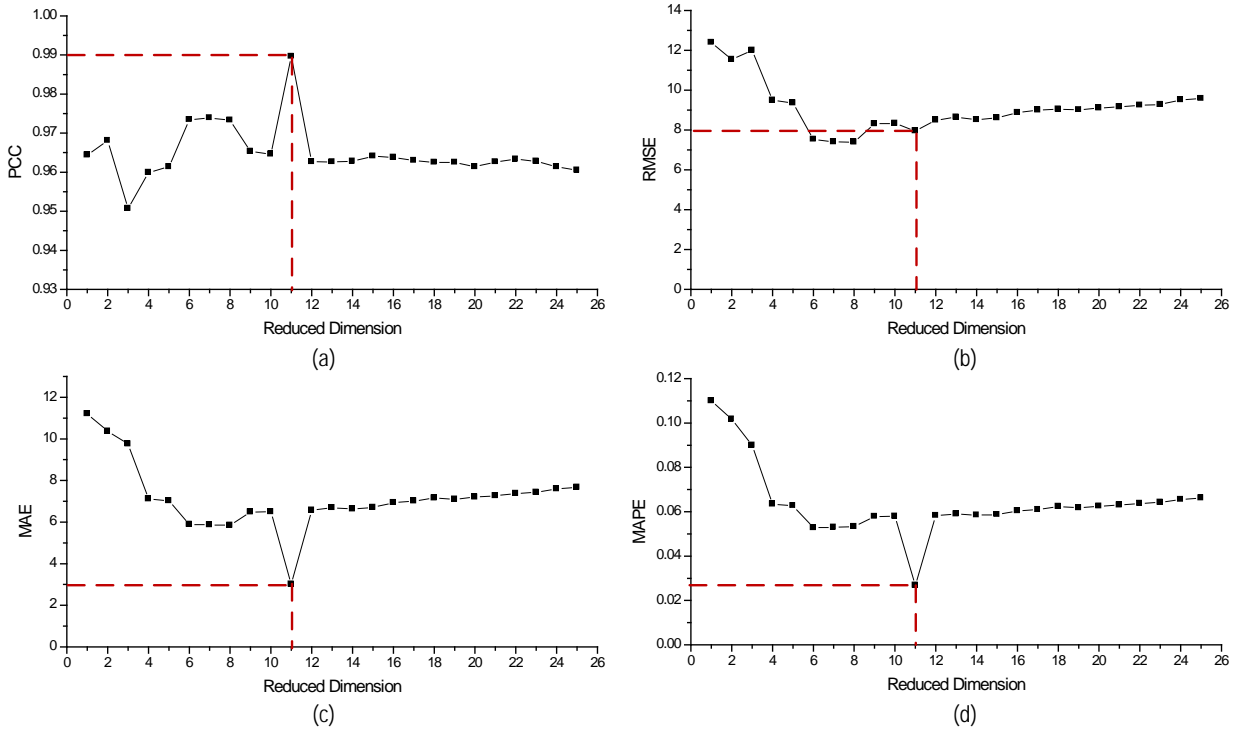 1.00
0.99
0.98
0.97
0.96
0.95
0.94
0.93
PCC
0 2 4 6 8 10 12 14 16 18 20 22 24 26
Reduced Dimension
(a)
14
12
10
8
6
4
2
0
RMSE
0 2 4 6 8 10 12 14 16 18 20 22 24 26
Reduced Dimension
(b)
12
10
8
6
4
2
0
MAE
0 2 4 6 8 10 12 14 16 18 20 22 24 26
Reduced Dimension
(c)
0.12
0.10
0.08
0.06
0.04
0.02
0.00
MAPE
0 2 4 6 8 10 12 14 16 18 20 22 24 26
Reduced Dimension
(d)